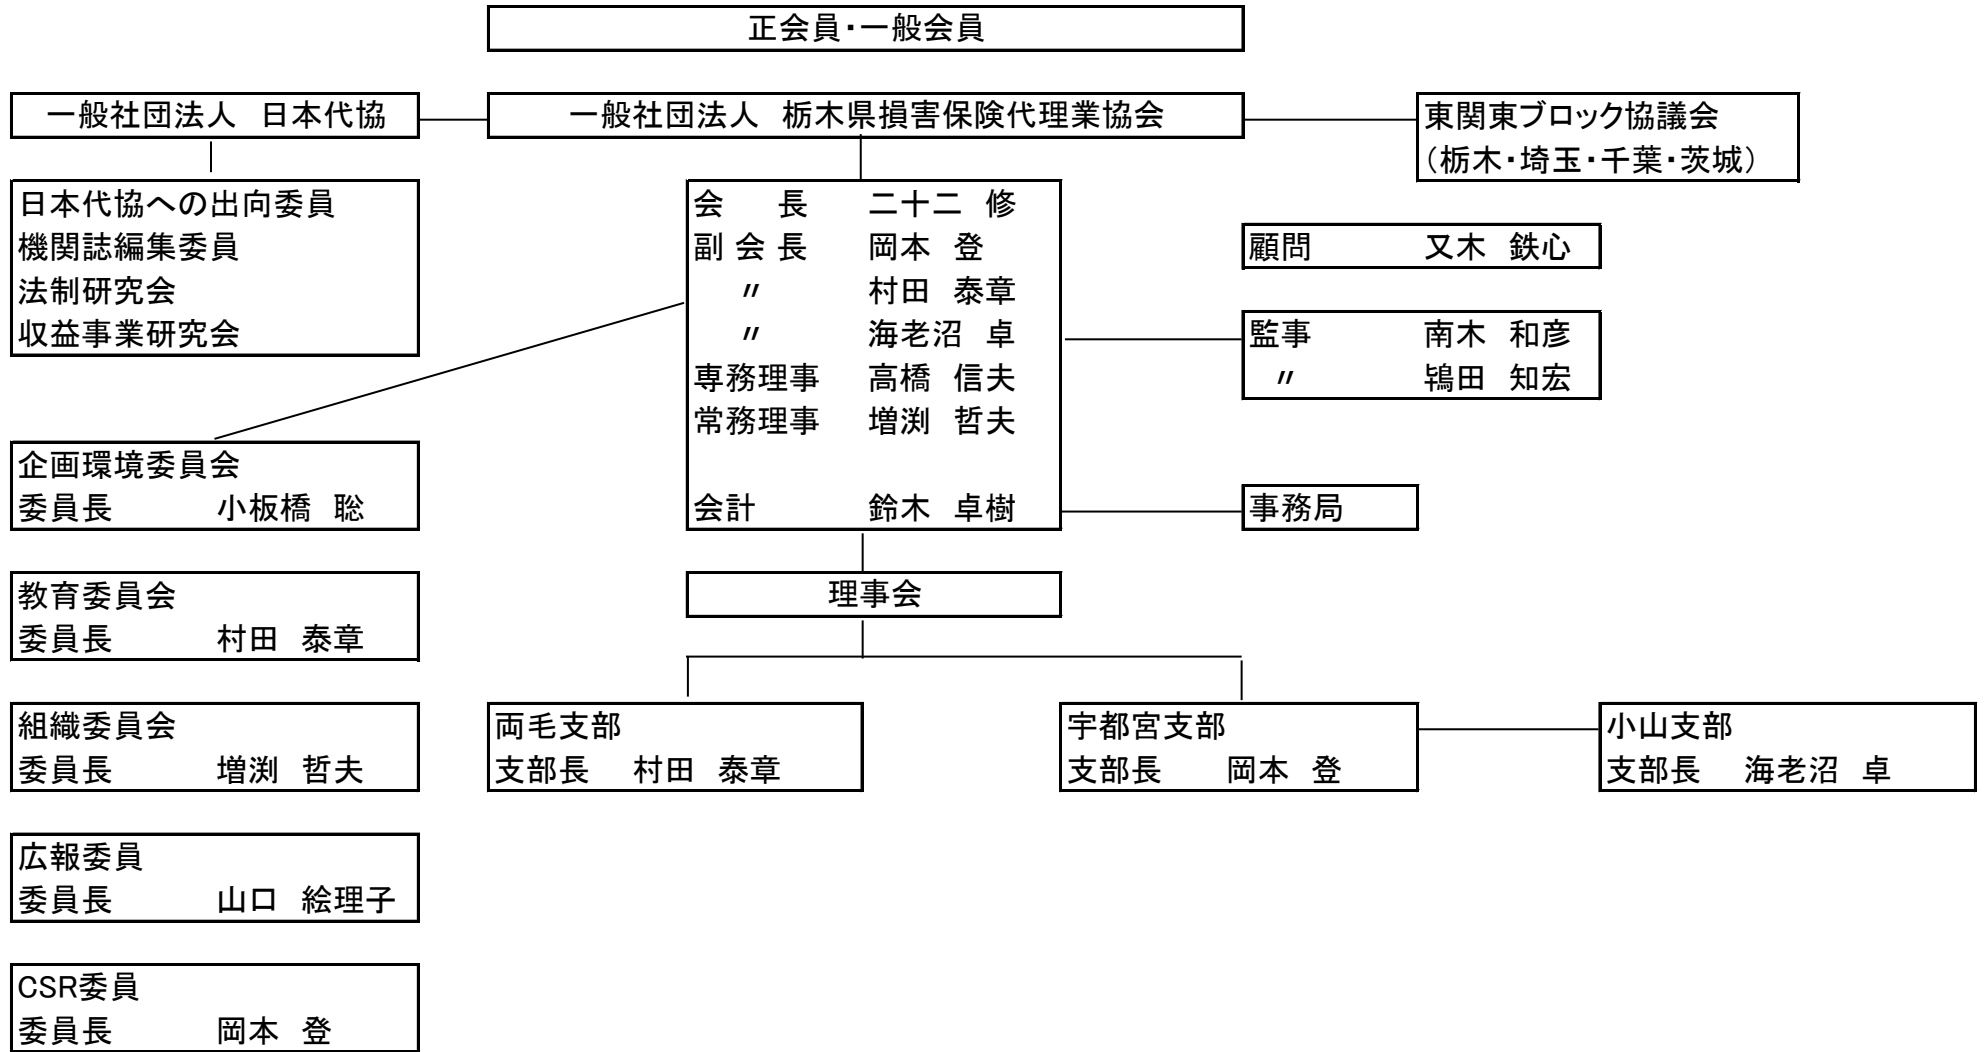 正会員・一般会員
一般社団法人　日本代協
一般社団法人　栃木県損害保険代理業協会
東関東ブロック協議会
（栃木・埼玉・千葉・茨城）
日本代協への出向委員
機関誌編集委員
法制研究会
収益事業研究会
会　　長　　二十二　修
副 会 長　　岡本　登
〃　　村田　泰章
〃　　海老沼　卓
専務理事　　高橋　信夫
常務理事　　増渕　哲夫
会計　　鈴木　卓樹
顧問　　又木　鉄心
監事　　南木　和彦
〃　　鴇田　知宏
事務局
企画環境委員会
委員長　　小板橋　聡
教育委員会
委員長　　村田　泰章
組織委員会
委員長　　増渕　哲夫
広報委員
委員長　　山口　絵理子
CSR委員
委員長　　岡本　登
理事会
両毛支部
支部長　村田　泰章
宇都宮支部
支部長　　岡本　登
小山支部
支部長　海老沼　卓